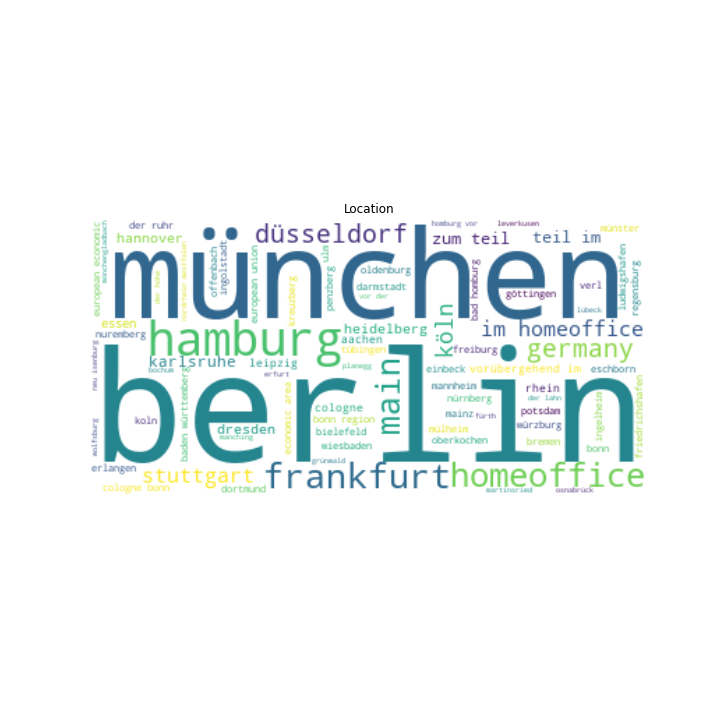 Location
der ruhr
hannover
düsseldorf
homburg vor
leverkusen
zum teil
teil im
münster
münchen
european economic
mönchengladbach
der höhe
nordrhein westfalen
offenbach
ingolstadt
european union
kreuzberg
penzberg
ulm
oldenburg
darmstadt
vor der
bad homburg
göttingen
verl
lübeck
ludwigshafen
regensburg
essen
nuremberg
hamburg
heidelberg
aachen
tübingen
köln
im homeoffice
freiburg
germany
neu isenburg
karlsruhe
bochum
leipzig
erfurt
planegg
main
einbeck
vorübergehend im
eschborn
berlin
baden württemberg
economic area
cologne
bonn region
bielefeld
wiesbaden
mannheim
mainz
mülheim
oberkochen
nürnberg
fürth
rhein
der lahn
potsdam
würzburg
bremen
ingelheim
bonn
friedrichshafen
wolfsburg
koln
dresden
manching
erlangen
stuttgart
grünwald
frankfurt
homeoffice
cologne bonn
dortmund
martinsried
osnabrück